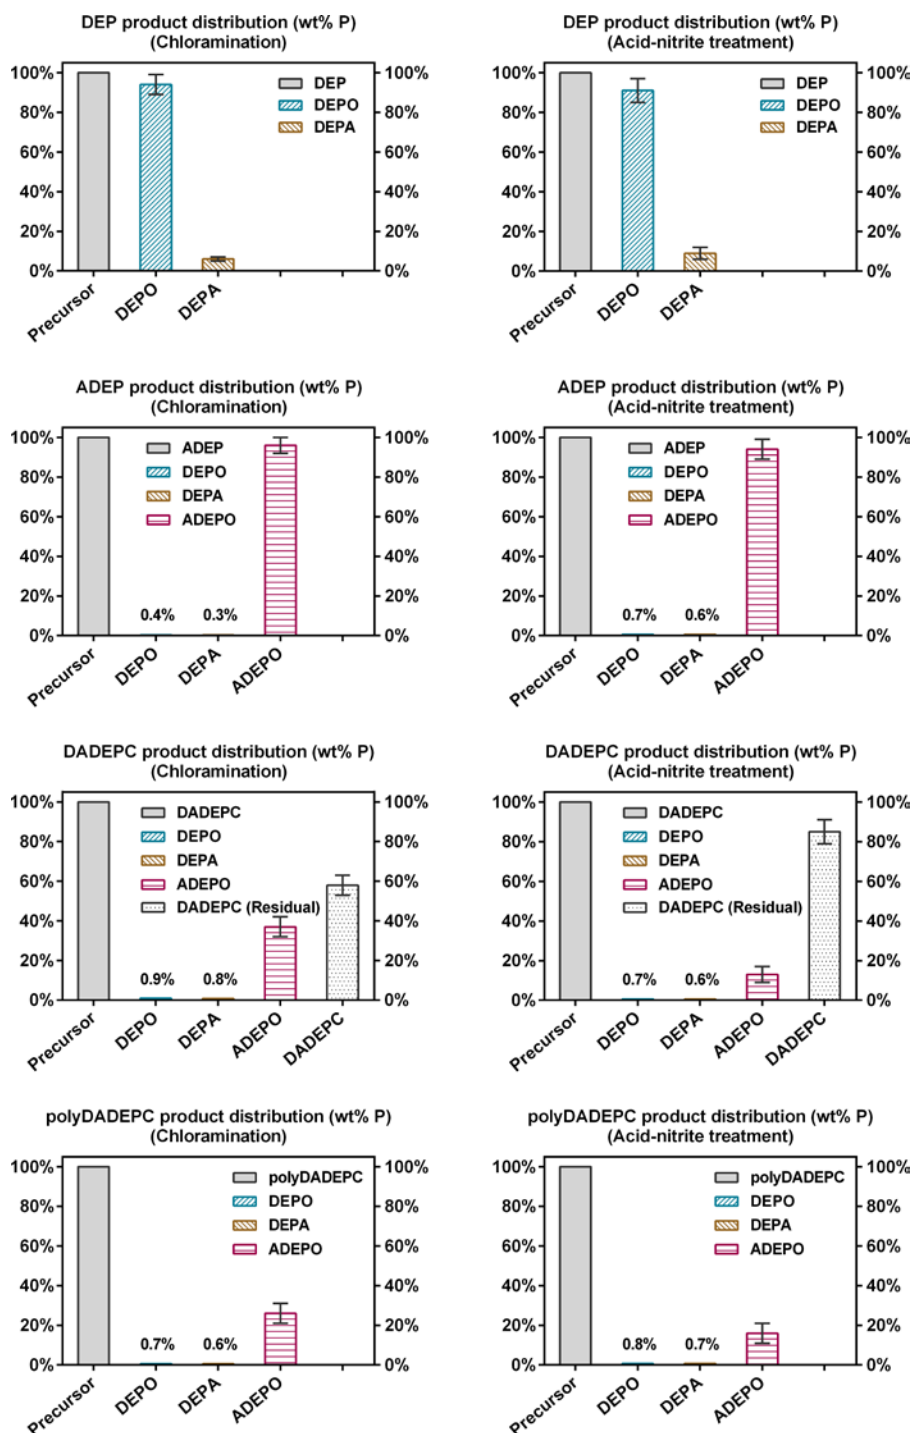 DEP product distribution (wt% P)
(Chloramination)
100%
80%
60%
40%
20%
0%
DEP
DEPO
DEPA
100%
80%
60%
40%
20%
0%
Precursor
DEPO
DEPA
DEP product distribution (wt% P)
(Acid-nitrite treatment)
100%
80%
60%
40%
20%
0%
DEP
DEPO
DEPA
100%
80%
60%
40%
20%
0%
Precursor
DEPO
DEPA
ADEP product distribution (wt% P)
(Chloramination)
100%
80%
60%
40%
20%
0%
ADEP
DEPO
DEPA
ADEPO
0.4%
0.3%
100%
80%
60%
40%
20%
0%
Precursor
DEPO
DEPA
ADEPO
ADEP product distribution (wt% P)
(Acid-nitrite treatment)
100%
80%
60%
40%
20%
0%
ADEP
DEPO
DEPA
ADEPO
0.7%
0.6%
100%
80%
60%
40%
20%
0%
Precursor
DEPO
DEPA
ADEPO
DADEPC product distribution (wt% P)
(Chloramination)
100%
80%
60%
40%
20%
0%
DADEPC
DEPO
DEPA
ADEPO
DADEPC (Residual)
0.9%
0.8%
100%
80%
60%
40%
20%
0%
Precursor
DEPO
DEPA
ADEPO
DADEPC
DADEPC product distribution (wt% P)
(Acid-nitrite treatment)
100%
80%
60%
40%
20%
0%
DADEPC
DEPO
DEPA
ADEPO
DADEPC (Residual)
0.7%
0.6%
100%
80%
60%
40%
20%
0%
Precursor
DEPO
DEPA
ADEPO
DADEPC
polyDADEPC product distribution (wt% P)
(Chloramination)
100%
80%
60%
40%
20%
0%
polyDADEPC
DEPO
DEPA
ADEPO
0.7%
0.6%
100%
80%
60%
40%
20%
0%
Precursor
DEPO
DEPA
ADEPO
polyDADEPC product distribution (wt% P)
(Acid-nitrite treatment)
100%
80%
60%
40%
20%
0%
polyDADEPC
DEPO
DEPA
ADEPO
0.8%
0.7%
100%
80%
60%
40%
20%
0%
Precursor
DEPO
DEPA
ADEPO